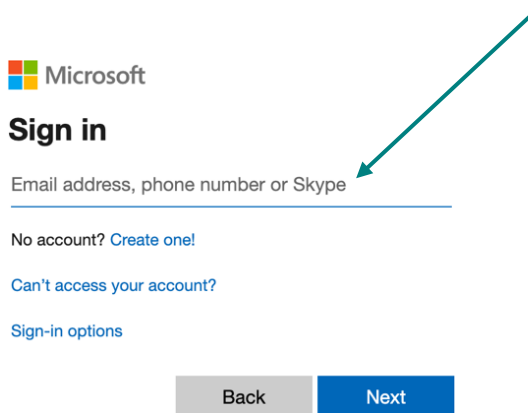 Microsoft
Sign in
Email address, phone number or Skype
No account? Create one!
Can't access your account?
Sign-in options
Back Next